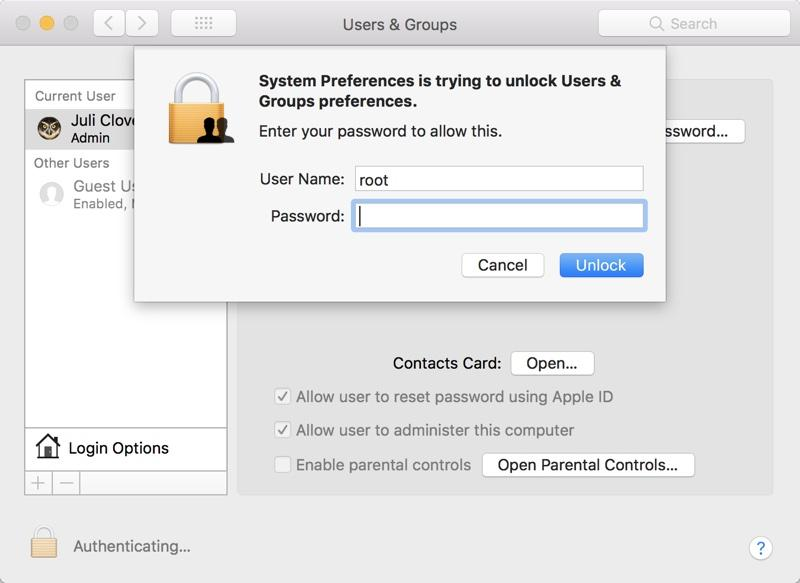 Users & Groups
Search
System Preferences is trying to unlock Users &
Groups preferences.
Enter your password to allow this.
User Name: root
Password:
Cancel
Unlock
Current User
Juli Clove
Admin
Other Users
Guest Us
Enabled, M
ssword...
Contacts Card: Open...
Allow user to reset password using Apple ID
Allow user to administer this computer
Enable parental controls
Open Parental Controls...
Login Options
Authenticating...
?